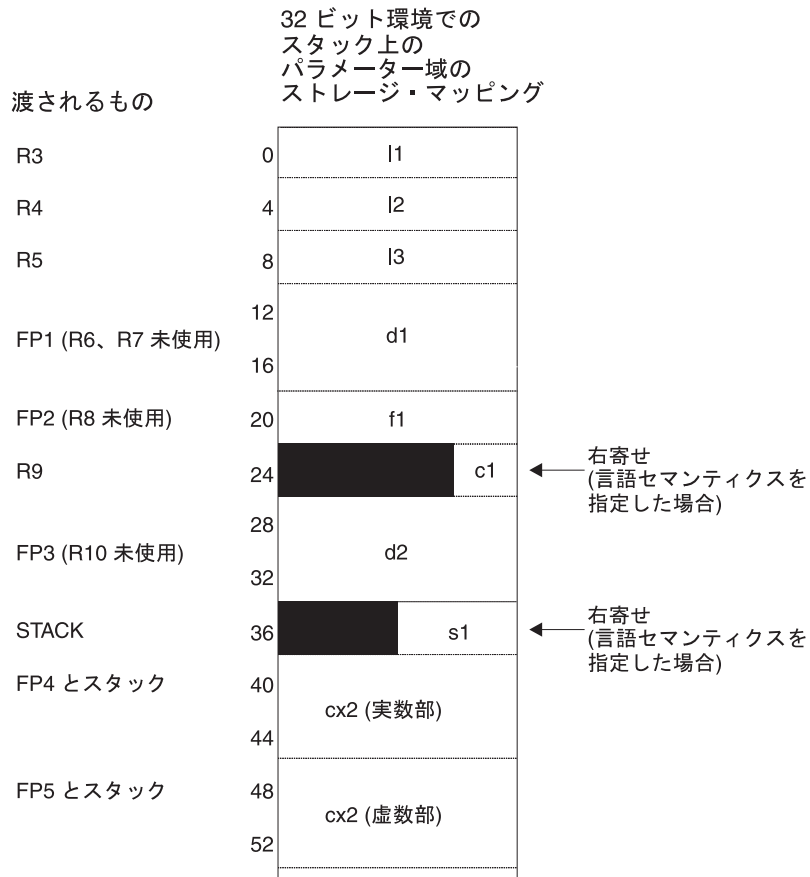 32 ビット環境での
スタック上の
パラメーター域の
ストレージ・マッピング
渡されるもの
R3 0 l1
R4 4 l2
R5 8 l3
12
FP1 (R6、R7 未使用) d1
16
FP2 (R8 未使用) 20 f1
R9 24 c1
右寄せ
(言語セマンティクスを
指定した場合)
28
FP3 (R10 未使用) d2
32
STACK 36 s1
右寄せ
(言語セマンティクスを
指定した場合)
FP4 とスタック 40
cx2 (実数部)
44
FP5 とスタック 48
cx2 (虚数部)
52